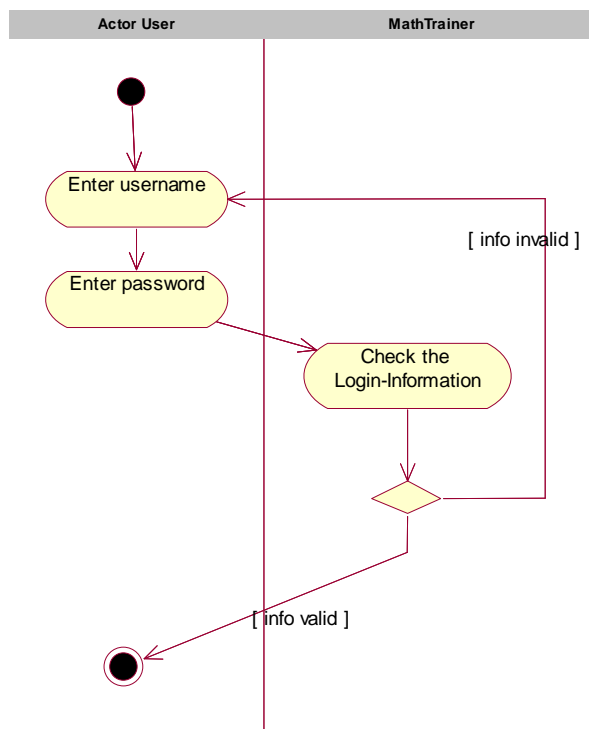 Actor User
MathTrainer
Enter username
[ info invalid ]
Enter password
Check the
Login-Information
[ info valid ]